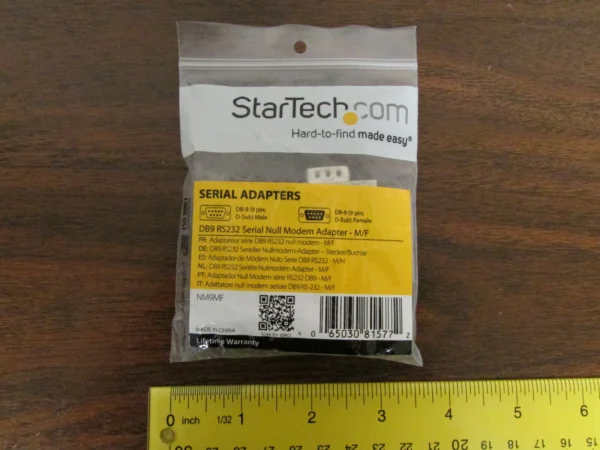 StarTech.com
Hard-to-find made easy®
SERIAL ADAPTERS
DB-9 (9 pin; D-Sub) Male
DB-9 (9 pin; D-Sub) Female
DB9 RS232 Serial Null Modem Adapter - M/F
FR: Adaptateur série DB9 RS232 null modem - M/F
DE: DB9 RS232 Serieller Nullmodem-Adapter – Stecker/Buchse
ES: Adaptador de Módem Nulo Serie DB9 RS232 - M/H
NL: DB9 RS232 Seriële Nulmodem Adapter - M/F
PT: Adaptador Null Modem série RS232 DB9 - M/F
IT: Adattatore null modem seriale DB9 RS-232 - M/F
NM9MF
MADE IN CHINA
Lifetime Warranty
0 65030 81577 2
0 inch 1/32 1 2 3 4 5 6